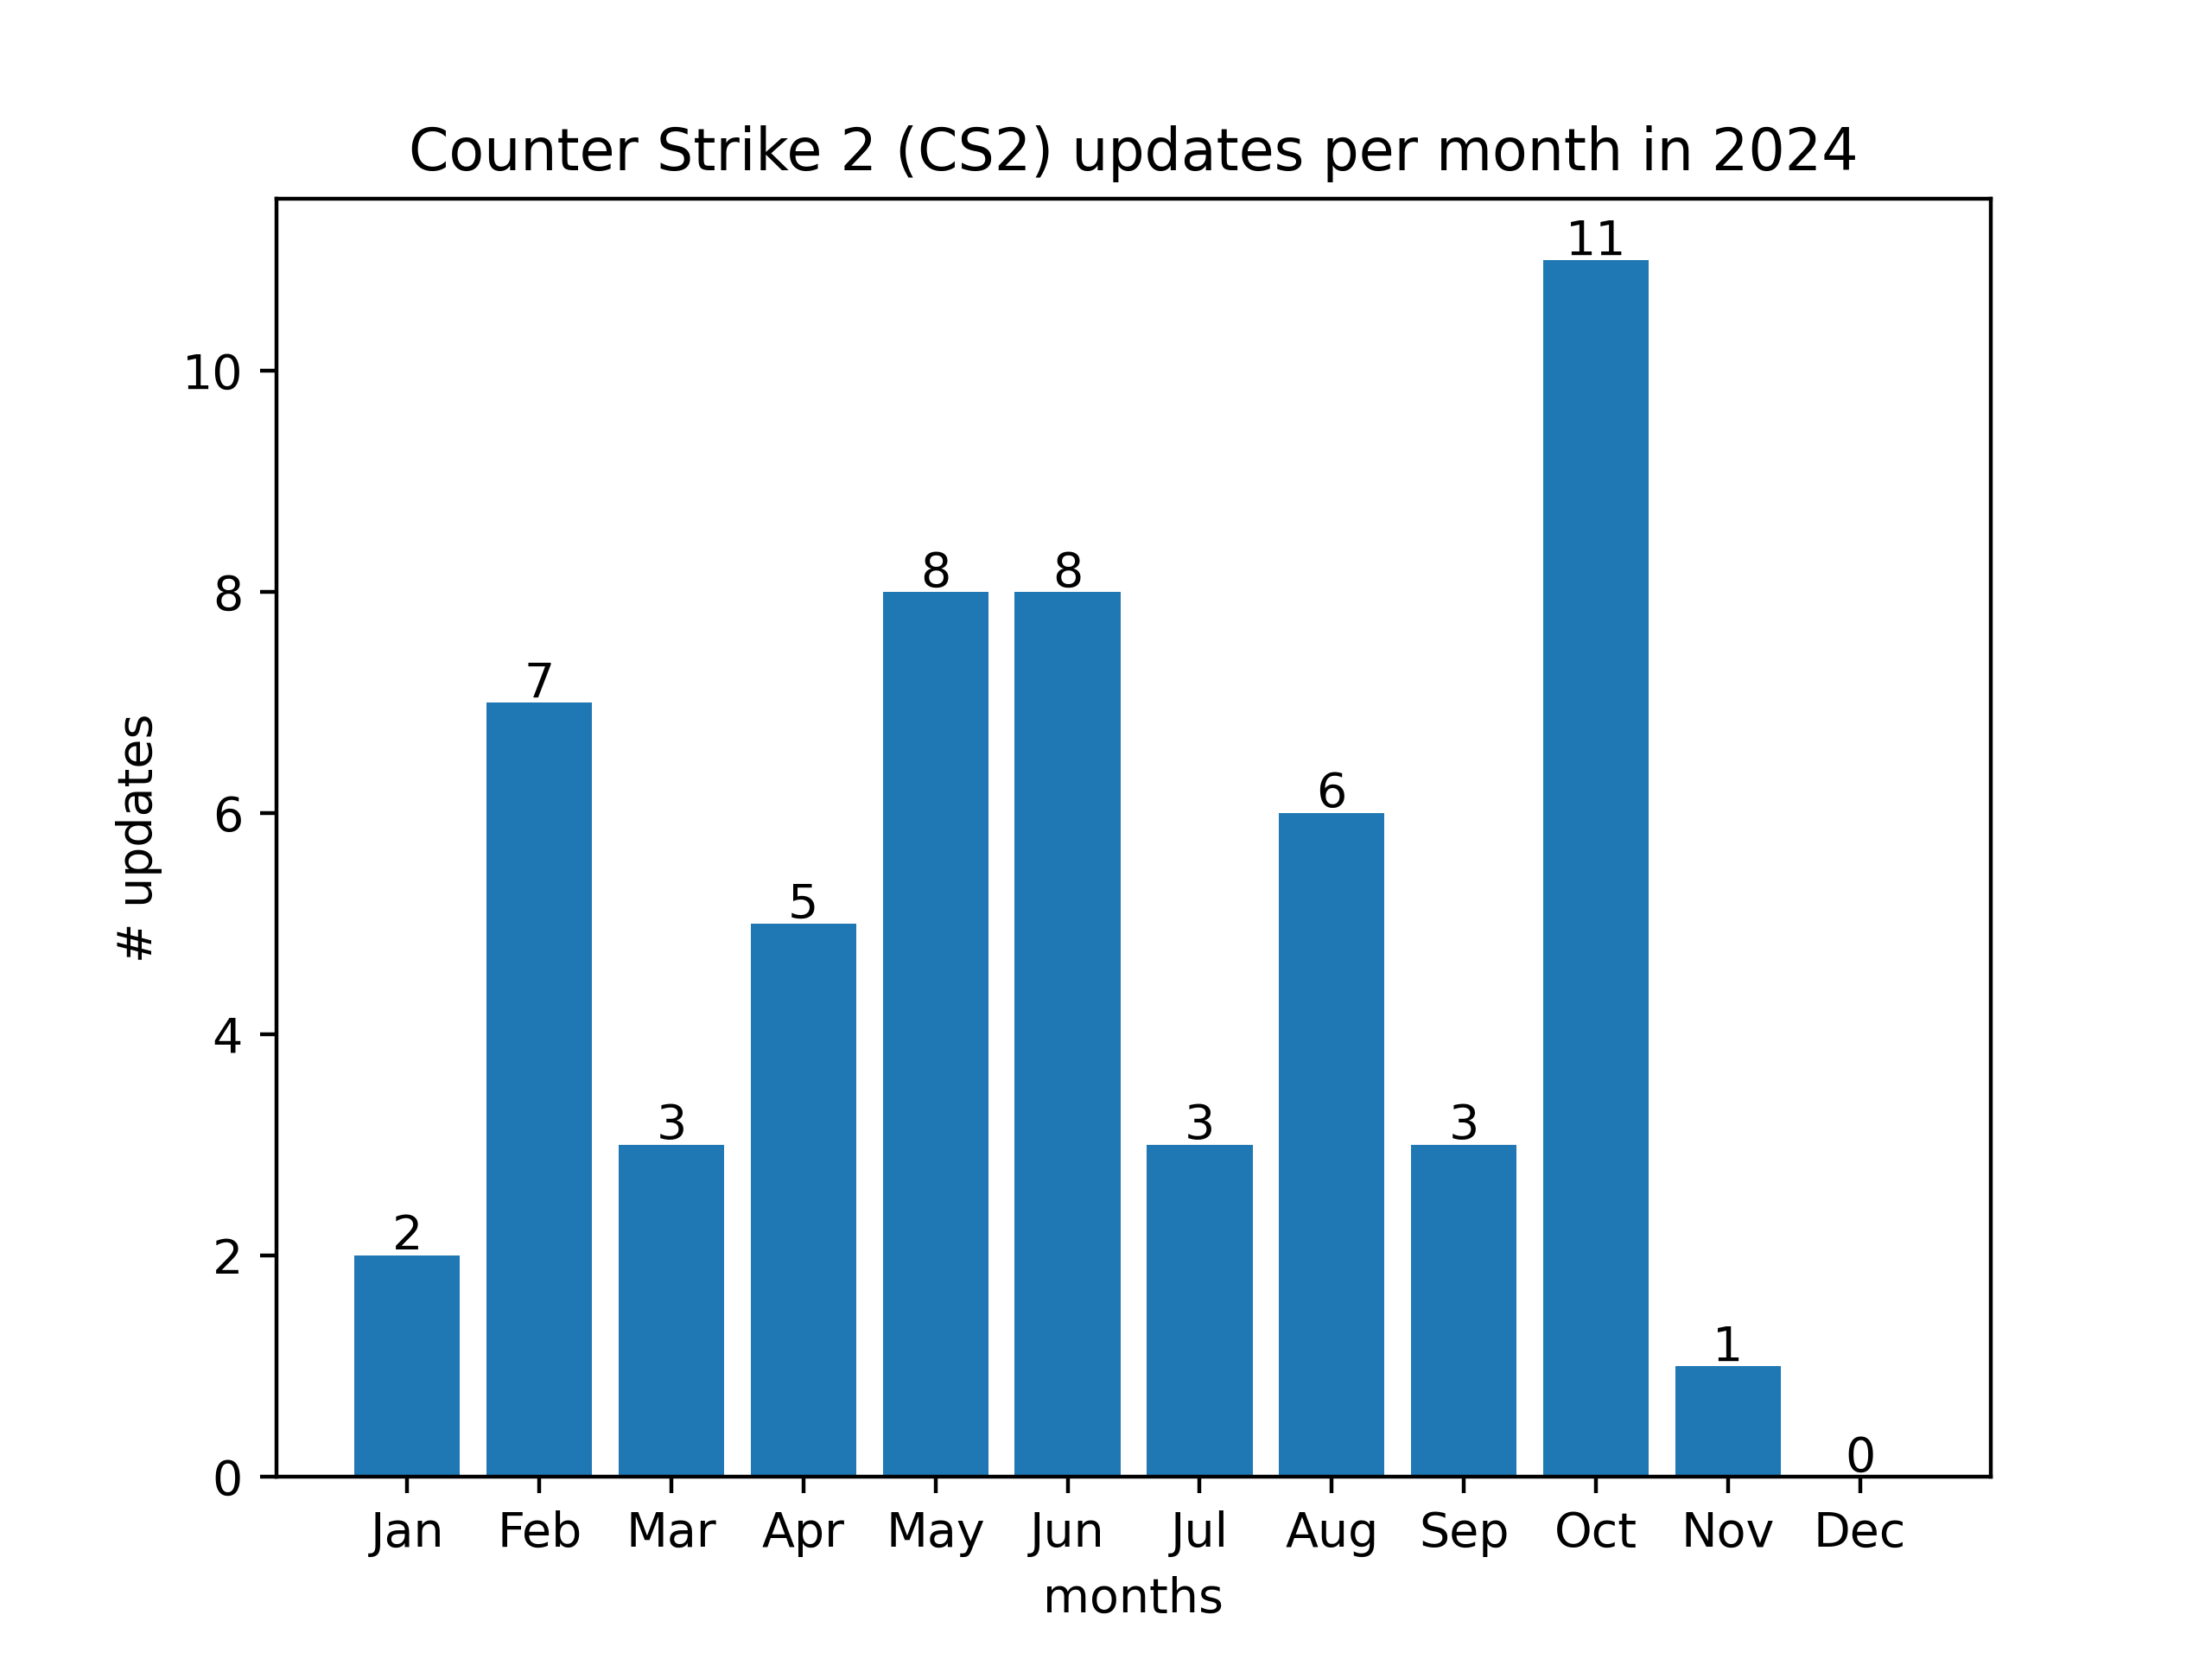 Counter Strike 2 (CS2) updates per month in 2024
11
10
8 8
8
7
6
6
5
4
3 3 3
2
2
1
0
0
Jan Feb Mar Apr May Jun Jul Aug Sep Oct Nov Dec
months
# updates